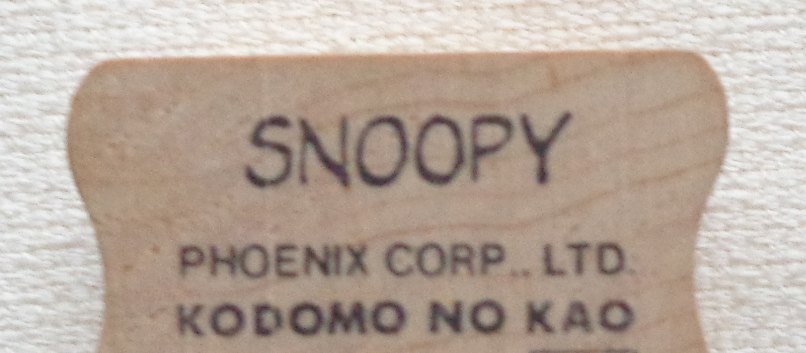 SNOOPY
PHOENIX CORP., LTD.
KODOMO NO KAO